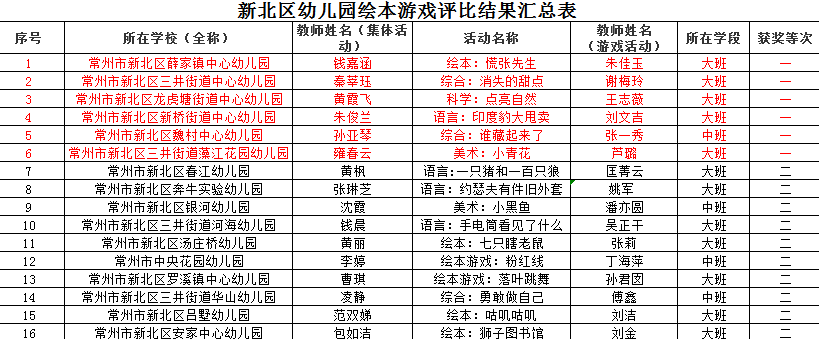 新北区幼儿园绘本游戏评比结果汇总表
序号 所在学校（全称） 教师姓名（集体活动） 活动名称 教师姓名（游戏活动） 所在学段 获奖等次
1 常州市新北区薛家镇中心幼儿园 钱嘉涵 绘本：慌张先生 朱佳玉 大班 一
2 常州市新北区三井街道中心幼儿园 秦莘珏 综合：消失的甜点 谢梅玲 大班 一
3 常州市新北区龙虎塘街道中心幼儿园 黄霞飞 科学：点亮自然 王志薇 大班 一
4 常州市新北区新桥街道中心幼儿园 朱俊兰 语言：印度豹大甩卖 刘文吉 大班 一
5 常州市新北区魏村中心幼儿园 孙亚琴 综合：谁藏起来了 张一秀 中班 一
6 常州市新北区三井街道藻江花园幼儿园 雍春云 美术：小青花 芦璐 大班 一
7 常州市新北区春江幼儿园 黄枫 语言:一只猪和一百只狼 匡菁云 大班 二
8 常州市新北区奔牛实验幼儿园 张琳芝 语言：约瑟夫有件旧外套 姚军 大班 二
9 常州市新北区银河幼儿园 沈霞 美术：小黑鱼 潘亦圆 中班 二
10 常州市新北区三井街道河海幼儿园 钱晨 语言：手电筒看见了什么 吴正干 大班 二
11 常州市新北区汤庄桥幼儿园 黄丽 绘本：七只瞎老鼠 张莉 大班 二
12 常州市中央花园幼儿园 李婷 绘本游戏：粉红线 丁海萍 中班 二
13 常州市新北区罗溪镇中心幼儿园 曹琪 绘本游戏：落叶跳舞 孙君囡 大班 二
14 常州市新北区三井街道华山幼儿园 凌静 综合：勇敢做自己 傅鑫 中班 二
15 常州市新北区吕墅幼儿园 范双娣 绘本：咕叽咕叽 刘洁 大班 二
16 常州市新北区安家中心幼儿园 包如洁 绘本：狮子图书馆 刘金 大班 二